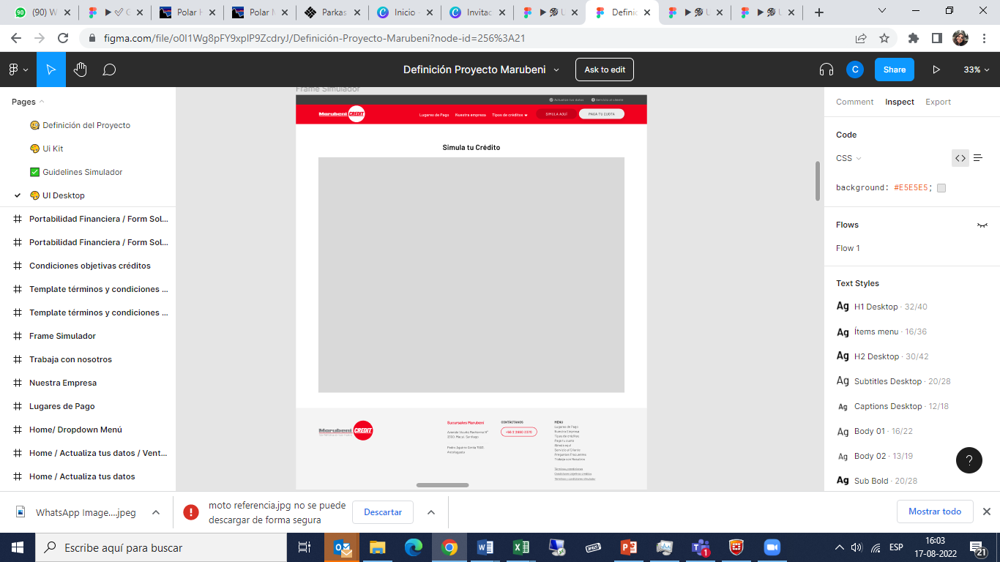 (90) W
G
Polar H
Polar M
Parkas
Inicio -
Invitac
U
Definic
U
U
figma.com/file/o0I1Wg8pFY9xpIP9ZcdryJ/Definición-Proyecto-Marubeni?node-id=256%3A21
Definición Proyecto Marubeni
Ask to edit
C
Share
33%
Pages
Definición del Proyecto
Ui Kit
Guidelines Simulador
UI Desktop
Portabilidad Financiera / Form Sol...
Portabilidad Financiera / Form Sol...
Condiciones objetivas créditos
Template términos y condiciones ...
Template términos y condiciones ...
Frame Simulador
Trabaja con nosotros
Nuestra Empresa
Lugares de Pago
Home/ Dropdown Menú
Home / Actualiza tus datos / Vent...
Home / Actualiza tus datos
Frame Simulador
Actualiza tus datos
Servicio al cliente
Marubeni CREDIT
Lugares de Pago
Nuestra empresa
Tipos de créditos
SIMULA AQUÍ
PAGA TU CUOTA
Simula tu Crédito
Marubeni CREDIT
Sucursales Marubeni
Avenida Vicuña Mackenna N°
3350. Macul. Santiago
Pedro Aguirre Cerda 7903
Antofagasta
CONTÁCTANOS
+56 2 2680 2375
MENU
Lugares de Pago
Nuestra Empresa
Tipos de créditos
Paga tu cuota
Simula aquí
Servicio al Cliente
Preguntas Frecuentes
Trabaja con Nosotros
Términos y condiciones
Condiciones objetivas créditos
Términos y condiciones simulador
Comment
Inspect
Export
Code
CSS
background: #E5E5E5;
Flows
Flow 1
Text Styles
Ag H1 Desktop · 32/40
Ag Ítems menu · 16/36
Ag H2 Desktop · 30/42
Ag Subtitles Desktop · 20/28
Ag Captions Desktop · 12/18
Ag Body 01 · 16/22
Ag Body 02 · 13/19
Ag Sub Bold · 20/28
?
WhatsApp Image....jpeg
moto referencia.jpg no se puede
descargar de forma segura
Descartar
Mostrar todo
Escribe aquí para buscar
ESP
16:03
17-08-2022
21